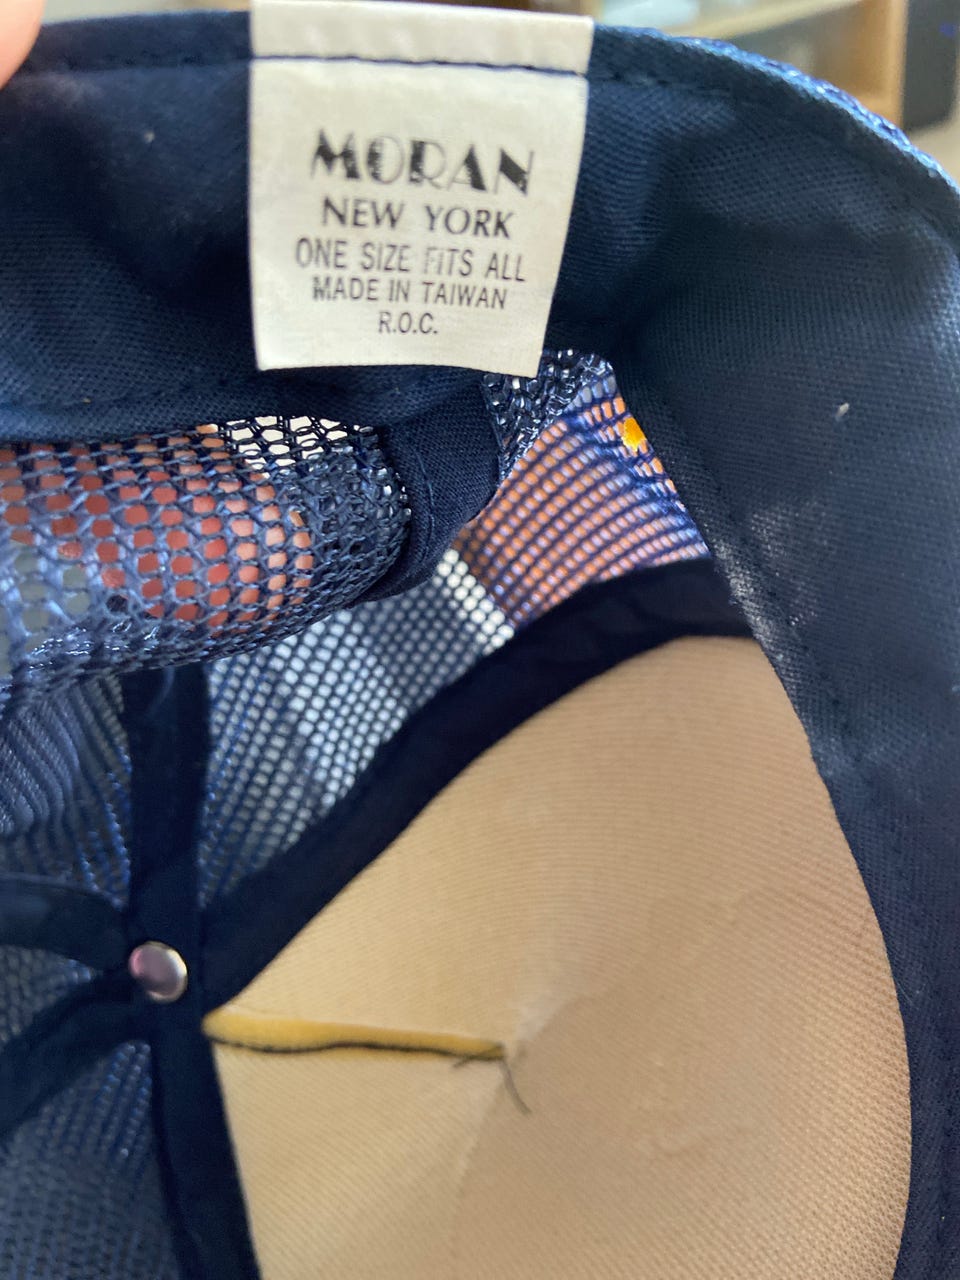 MORAN
NEW YORK
ONE SIZE FITS ALL
MADE IN TAIWAN
R.O.C.